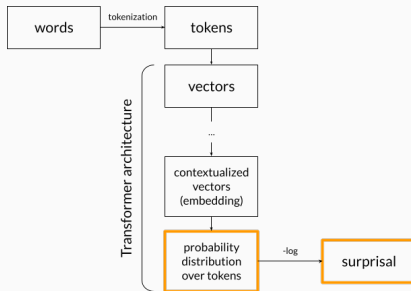 words
tokenization
tokens
Transformer architecture
vectors
...
contextualized
vectors
(embedding)
probability
distribution
over tokens
-log
surprisal